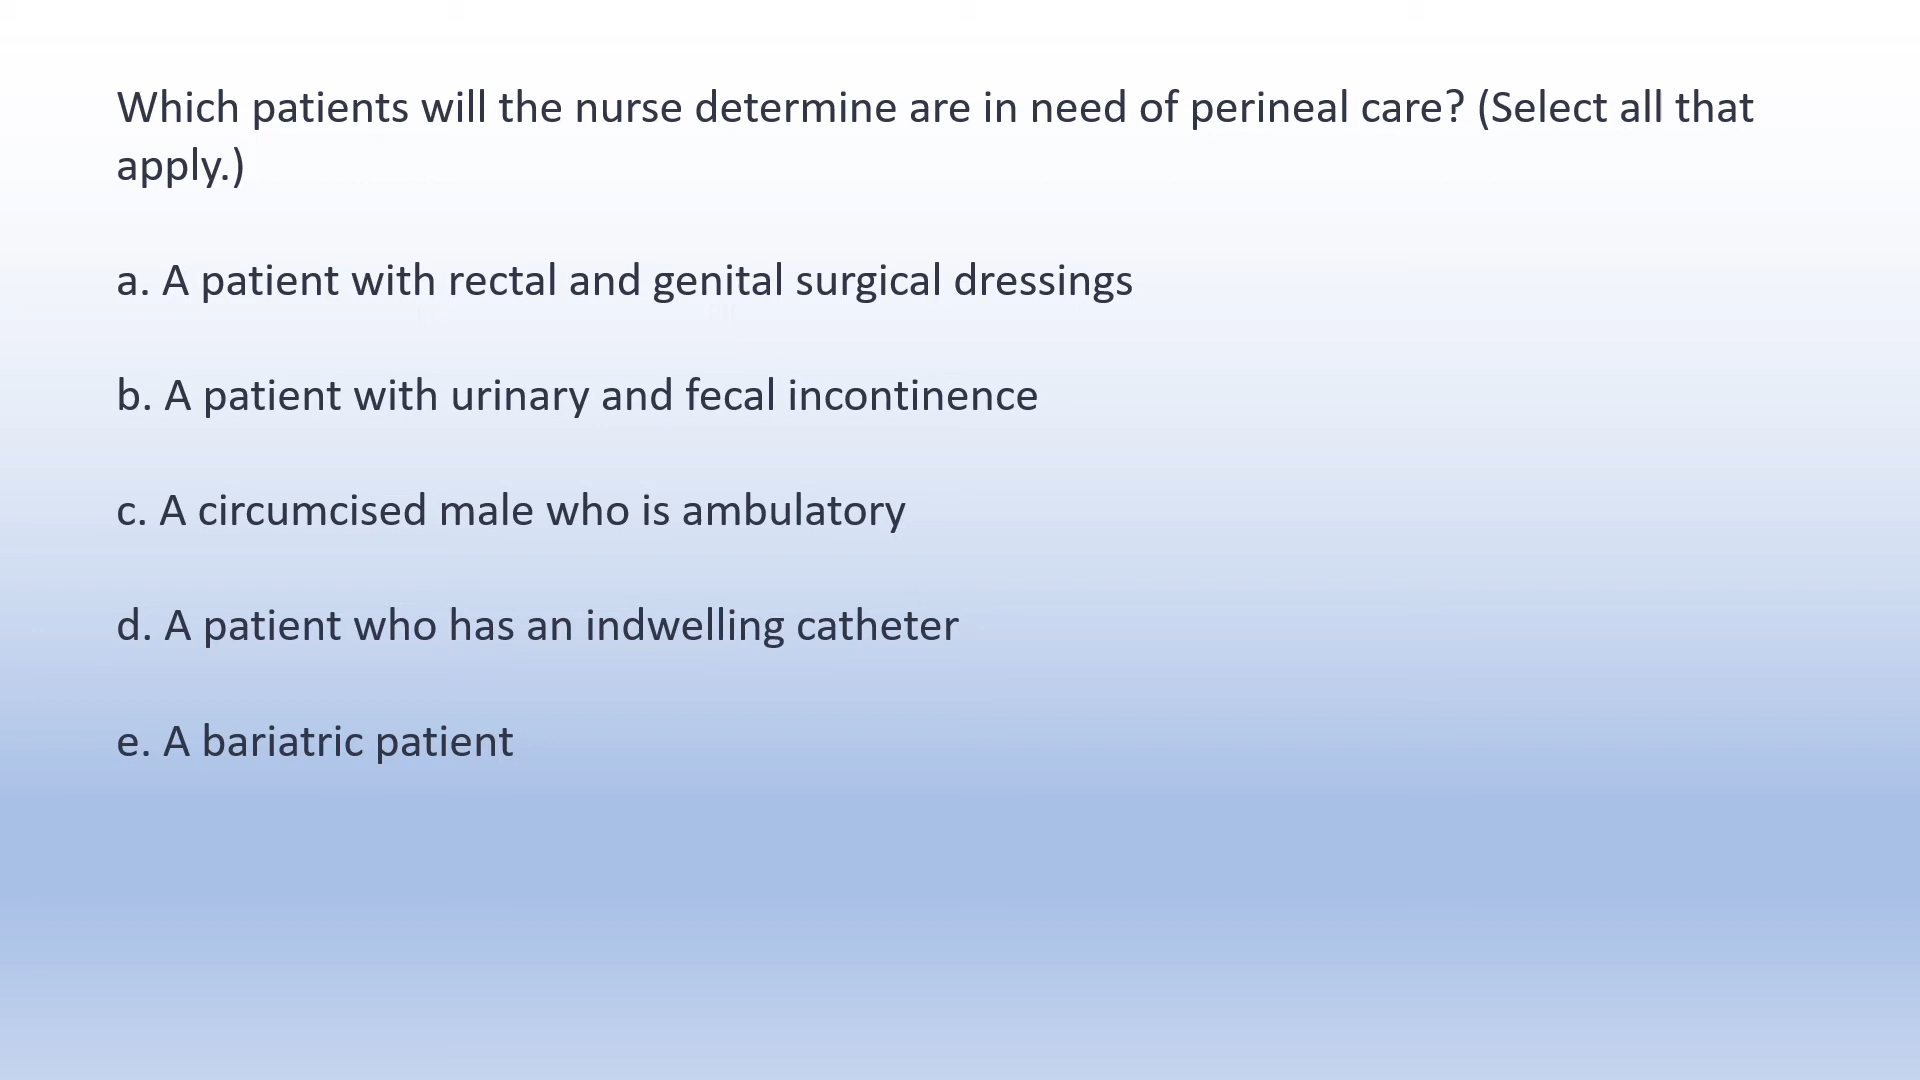 Which patients will the nurse determine are in need of perineal care? (Select all that
apply.)
a. A patient with rectal and genital surgical dressings
b. A patient with urinary and fecal incontinence
c. A circumcised male who is ambulatory
d. A patient who has an indwelling catheter
e. A bariatric patient